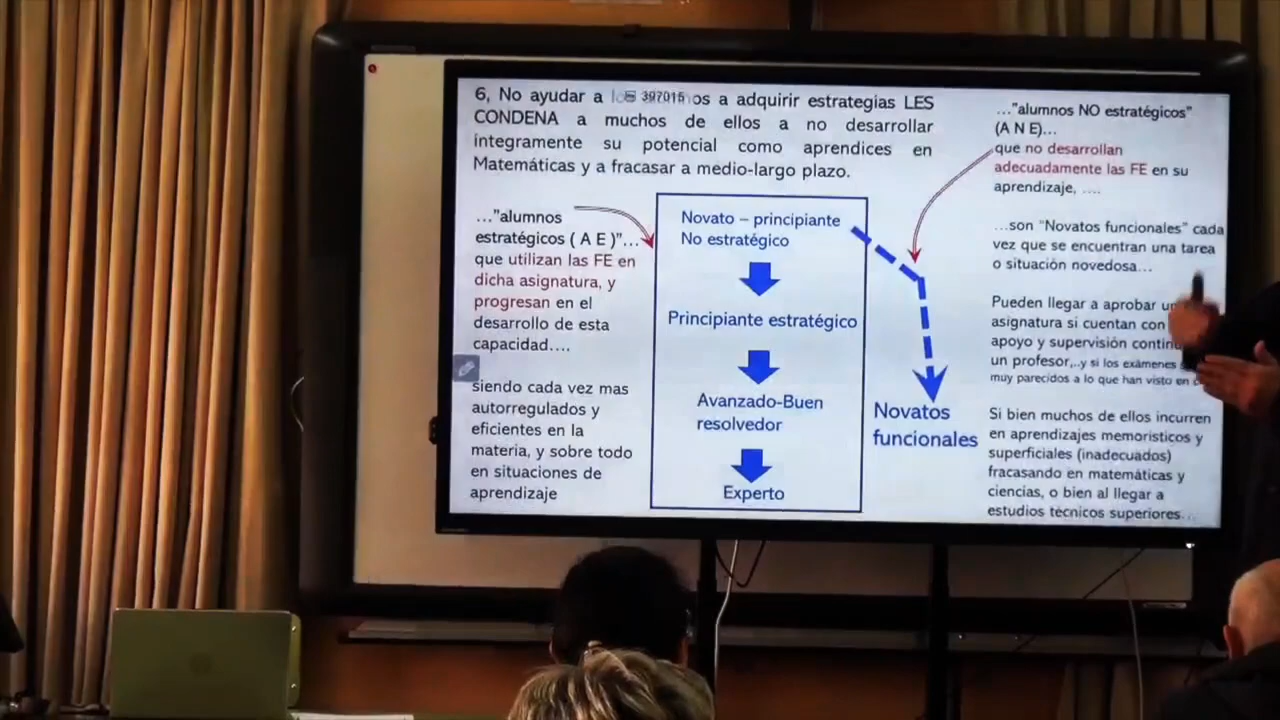 6, No ayudar a 397015 os a adquirir estrategias LES
CONDENA a muchos de ellos a no desarrollar
íntegramente su potencial como aprendices en
Matemáticas y a fracasar a medio-largo plazo.
…"alumnos
estratégicos ( A E )"…
que utilizan las FE en
dicha asignatura, y
progresan en el
desarrollo de esta
capacidad….
siendo cada vez mas
autorregulados y
eficientes en la
materia, y sobre todo
en situaciones de
aprendizaje
Novato – principiante
No estratégico
Principiante estratégico
Avanzado-Buen
resolvedor
Experto
Novatos
funcionales
…"alumnos NO estratégicos"
(A N E)…
que no desarrollan
adecuadamente las FE en su
aprendizaje, ….
…son "Novatos funcionales" cada
vez que se encuentran una tarea
o situación novedosa…
Pueden llegar a aprobar
asignatura si cuentan con
apoyo y supervisión
un profesor,..y si los exámenes
muy parecidos a lo que han visto en
Si bien muchos de ellos incurren
en aprendizajes memorísticos y
superficiales (inadecuados)
fracasando en matemáticas y
ciencias, o bien al llegar a
estudios técnicos superiores…